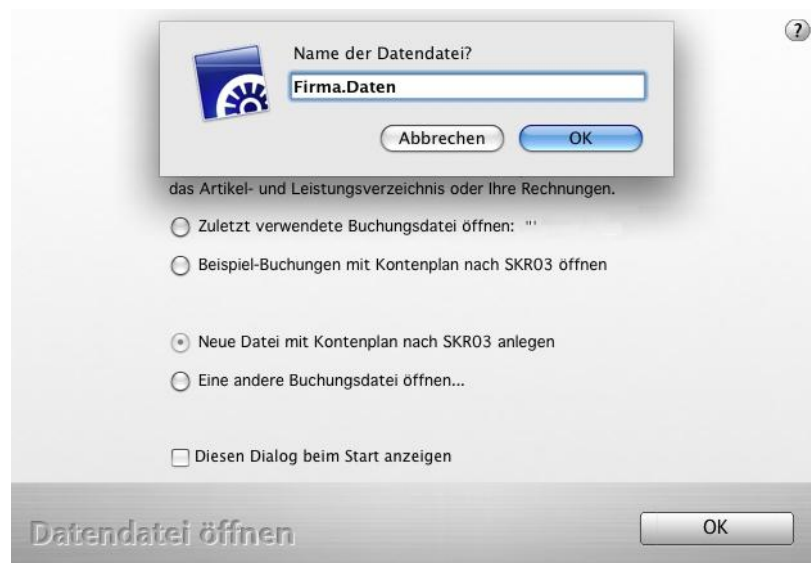 ?
Name der Datendatei?
Firma.Daten
Abbrechen
OK
das Artikel- und Leistungsverzeichnis oder Ihre Rechnungen.
Zuletzt verwendete Buchungsdatei öffnen: "'
Beispiel-Buchungen mit Kontenplan nach SKR03 öffnen
Neue Datei mit Kontenplan nach SKR03 anlegen
Eine andere Buchungsdatei öffnen...
Diesen Dialog beim Start anzeigen
Datendatei öffnen
OK